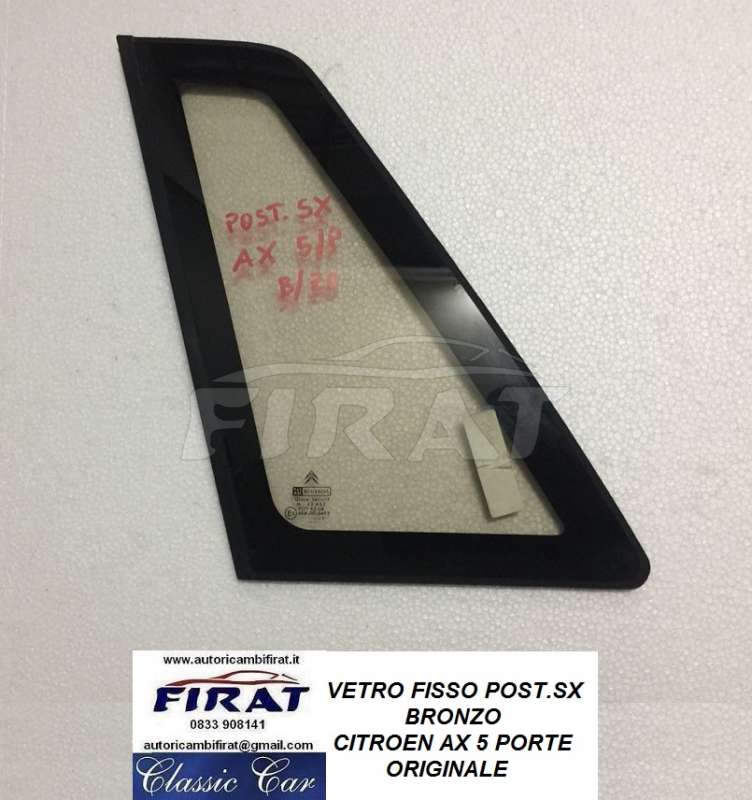 POST. SX
AX 5/P
FIRAT
www.autoricambifirat.it
FIRAT
0833 908141
autoricambifirat@gmail.com
Classic Car
VETRO FISSO POST.SX
BRONZO
CITROEN AX 5 PORTE
ORIGINALE